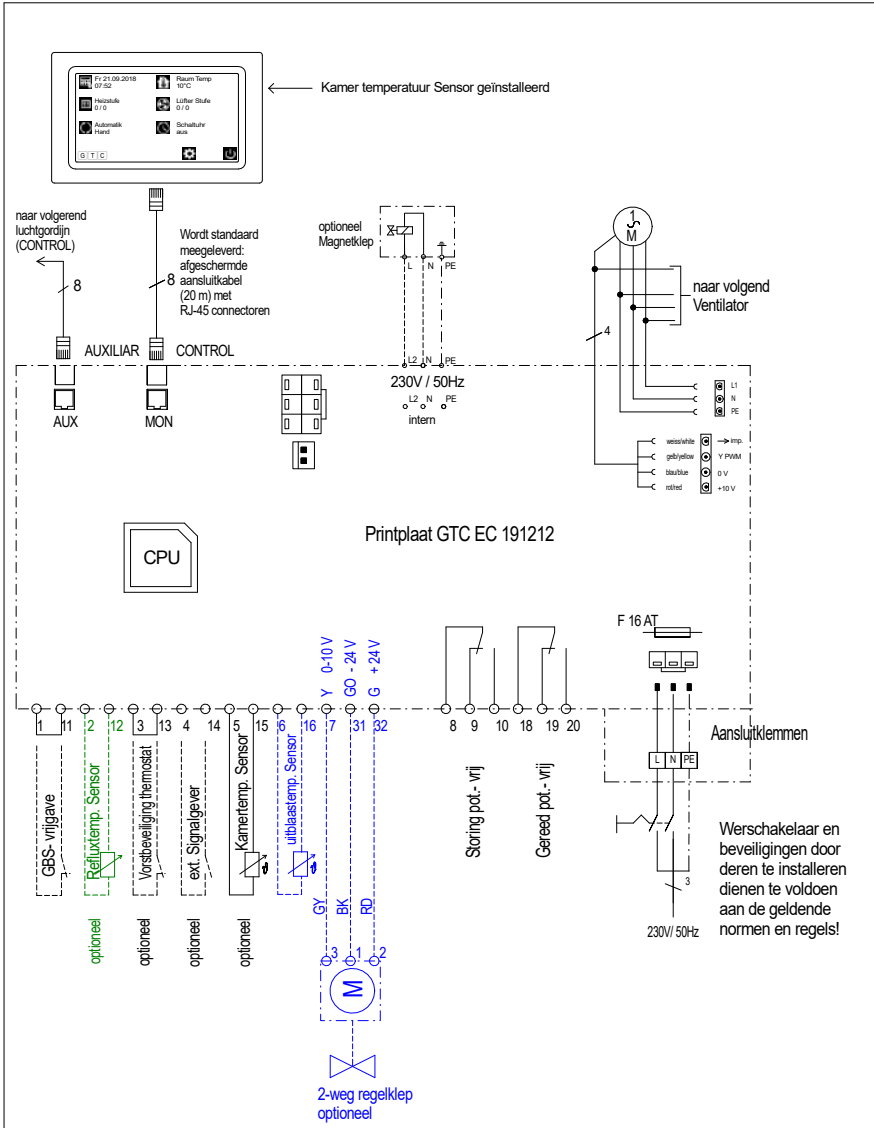 Fr 21.09.2018
07:52
Raum Temp
10°C
Heizstufe
0 / 0
Lüfter Stufe
0 / 0
Automatik
Hand
Schaltuhr
aus
G T C
Kamer temperatuur Sensor geïnstalleerd
naar volgerend
luchtgordijn
(CONTROL)
8
Wordt standaard
meegeleverd:
afgeschermde
aansluitkabel
(20 m) met
RJ-45 connectoren
8
optioneel
Magnetklep
L N PE
1
M
naar volgend
Ventilator
4
AUXILIAR
CONTROL
AUX
MON
L2 N PE
230V / 50Hz
L2 N PE
intern
L1
N
PE
weiss/white imp.
gelb/yellow Y PWM
blau/blue 0 V
rot/red +10 V
CPU
Printplaat GTC EC 191212
F 16 AT
Y 0-10 V
GO - 24 V
G + 24 V
1 11 2 12 3 13 4 14 5 15 6 16 7 31 32 8 9 10 18 19 20
Aansluitklemmen
L N PE
GBS- vrijgave
Refluxtemp. Sensor
optioneel
Vorstbeveiliging thermostat
optioneel
ext. Signalgever
optioneel
Kamertemp. Sensor
optioneel
uitblaastemp. Sensor
GY
BK
RD
3 1 2
M
2-weg regelklep
optioneel
Storing pot.- vrij
Gereed pot.- vrij
3
230V/ 50Hz
Werschakelaar en
beveiligingen door
deren te installeren
dienen te voldoen
aan de geldende
normen en regels!